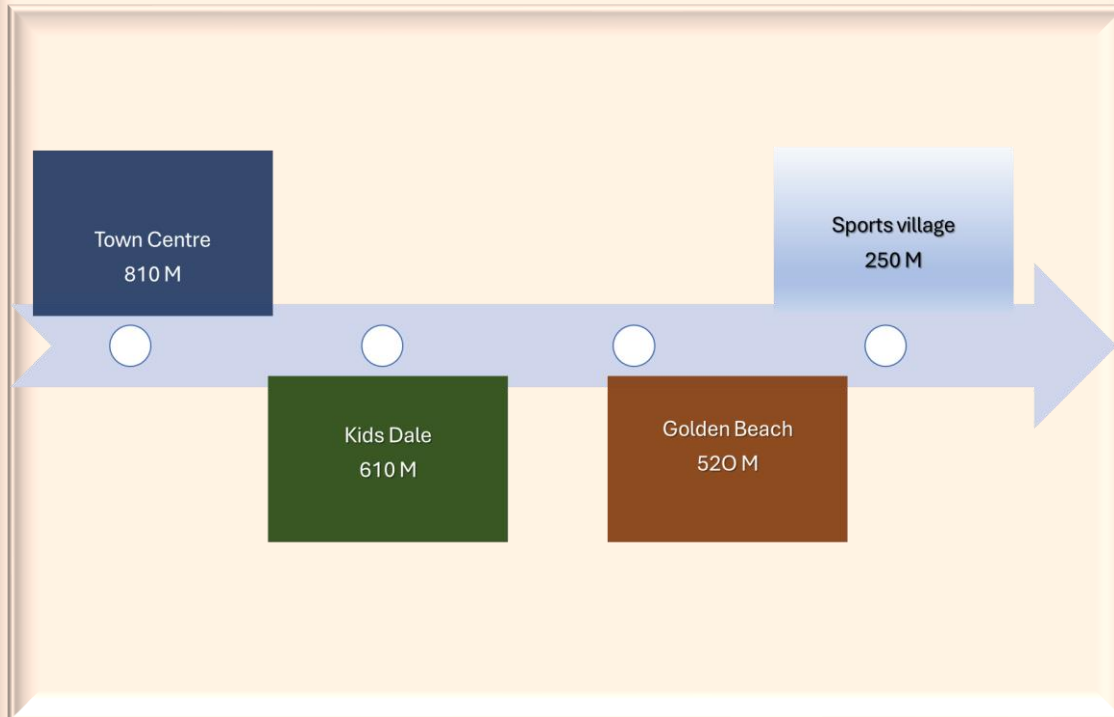 Town Centre
810 M
Kids Dale
610 M
Golden Beach
52O M
Sports village
250 M